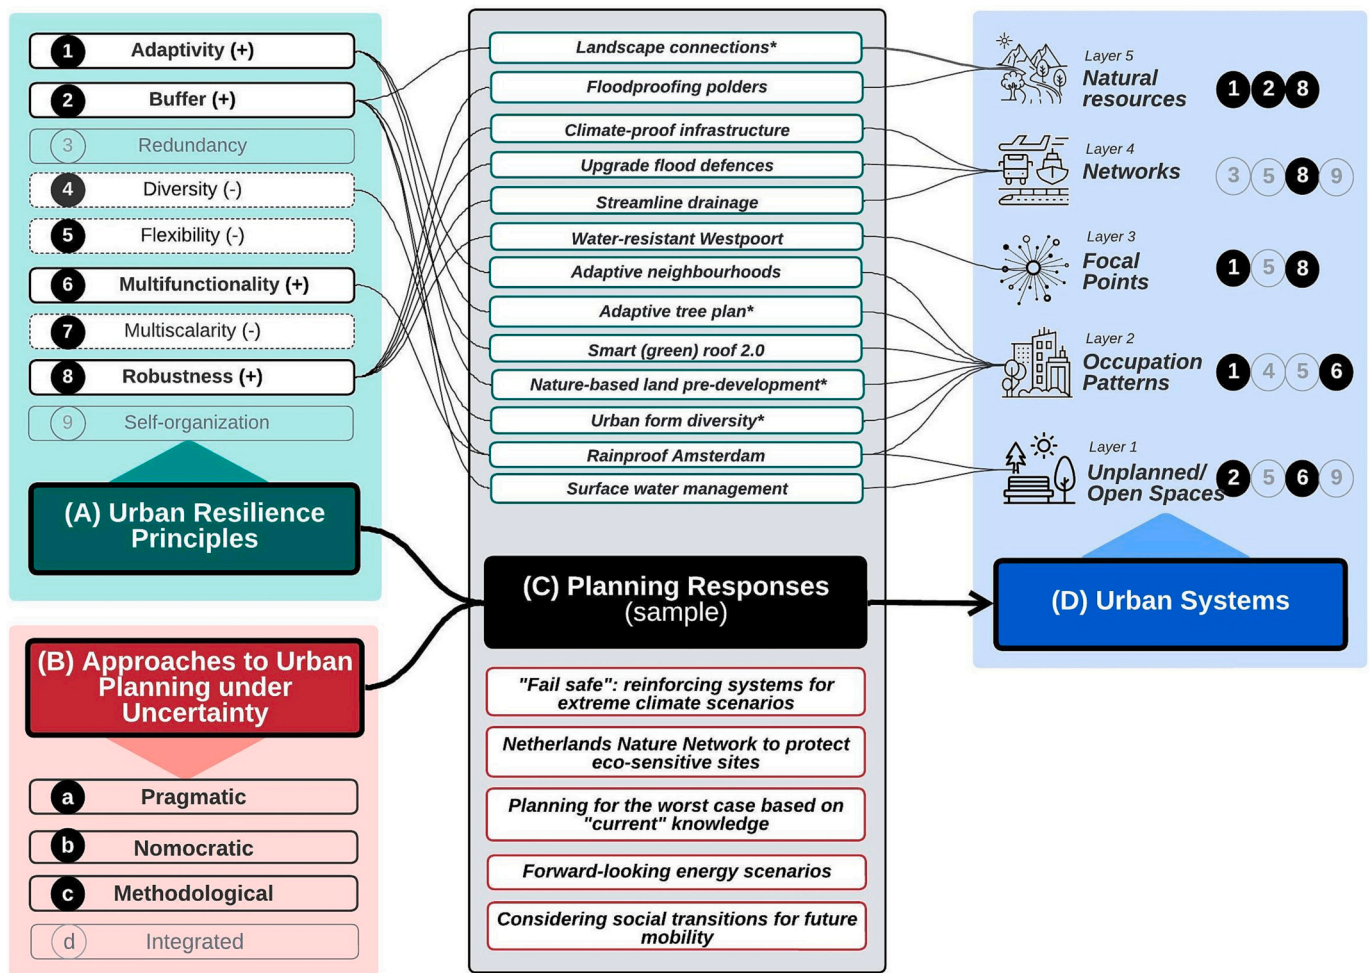 1 Adaptivity (+)
2 Buffer (+)
3 Redundancy
4 Diversity (-)
5 Flexibility (-)
6 Multifunctionality (+)
7 Multiscalarity (-)
8 Robustness (+)
9 Self-organization
(A) Urban Resilience
Principles
(B) Approaches to Urban
Planning under
Uncertainty
a Pragmatic
b Nomocratic
c Methodological
d Integrated
Landscape connections*
Floodproofing polders
Climate-proof infrastructure
Upgrade flood defences
Streamline drainage
Water-resistant Westpoort
Adaptive neighbourhoods
Adaptive tree plan*
Smart (green) roof 2.0
Nature-based land pre-development*
Urban form diversity*
Rainproof Amsterdam
Surface water management
(C) Planning Responses
(sample)
"Fail safe": reinforcing systems for
extreme climate scenarios
Netherlands Nature Network to protect
eco-sensitive sites
Planning for the worst case based on
"current" knowledge
Forward-looking energy scenarios
Considering social transitions for future
mobility
Layer 5
Natural
resources
1 2 8
Layer 4
Networks
3 5 8 9
Layer 3
Focal
Points
1 5 8
Layer 2
Occupation
Patterns
1 4 5 6
Layer 1
Unplanned/
Open Spaces
2 5 6 9
(D) Urban Systems